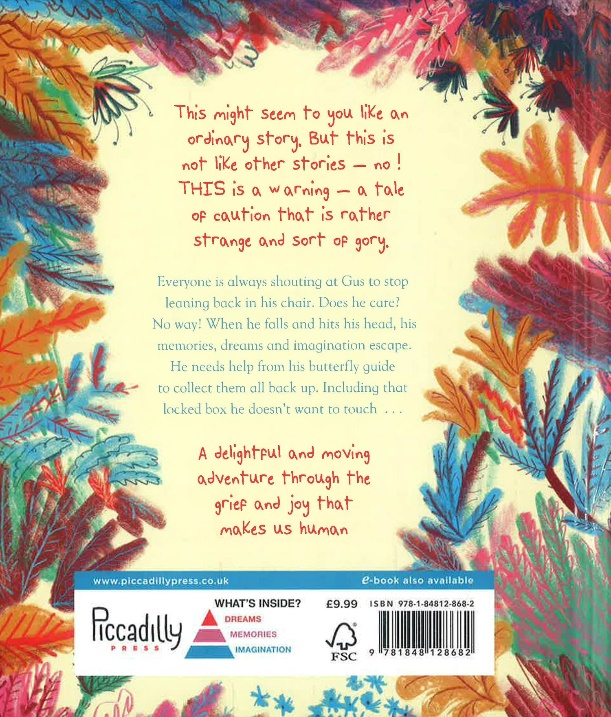 This might seem to you like an
ordinary story. But this is
not like other stories – no!
THIS is a warning – a tale
of caution that is rather
strange and sort of gory.
Everyone is always shouting at Gus to stop
leaning back in his chair. Does he care?
No way! When he falls and hits his head, his
memories, dreams and imagination escape.
He needs help from his butterfly guide
to collect them all back up. Including that
locked box he doesn't want to touch . . .
A delightful and moving
adventure through the
grief and joy that
makes us human
www.piccadillypress.co.uk
e-book also available
Piccadilly
PRESS
WHAT'S INSIDE?
DREAMS
MEMORIES
IMAGINATION
£9.99
FSC
ISBN 978-1-84812-868-2
9 781848 128682